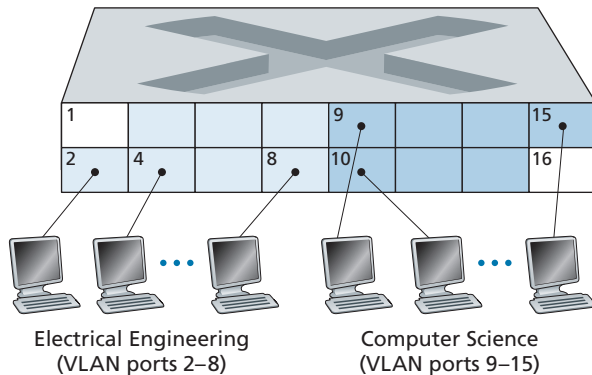 1 9 15
2 4 8 10 16
Electrical Engineering
(VLAN ports 2–8)
Computer Science
(VLAN ports 9–15)